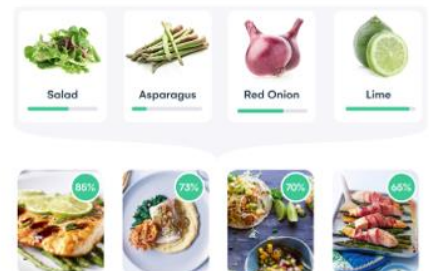 Salad
Asparagus
Red Onion
Lime
86%
73%
70%
65%